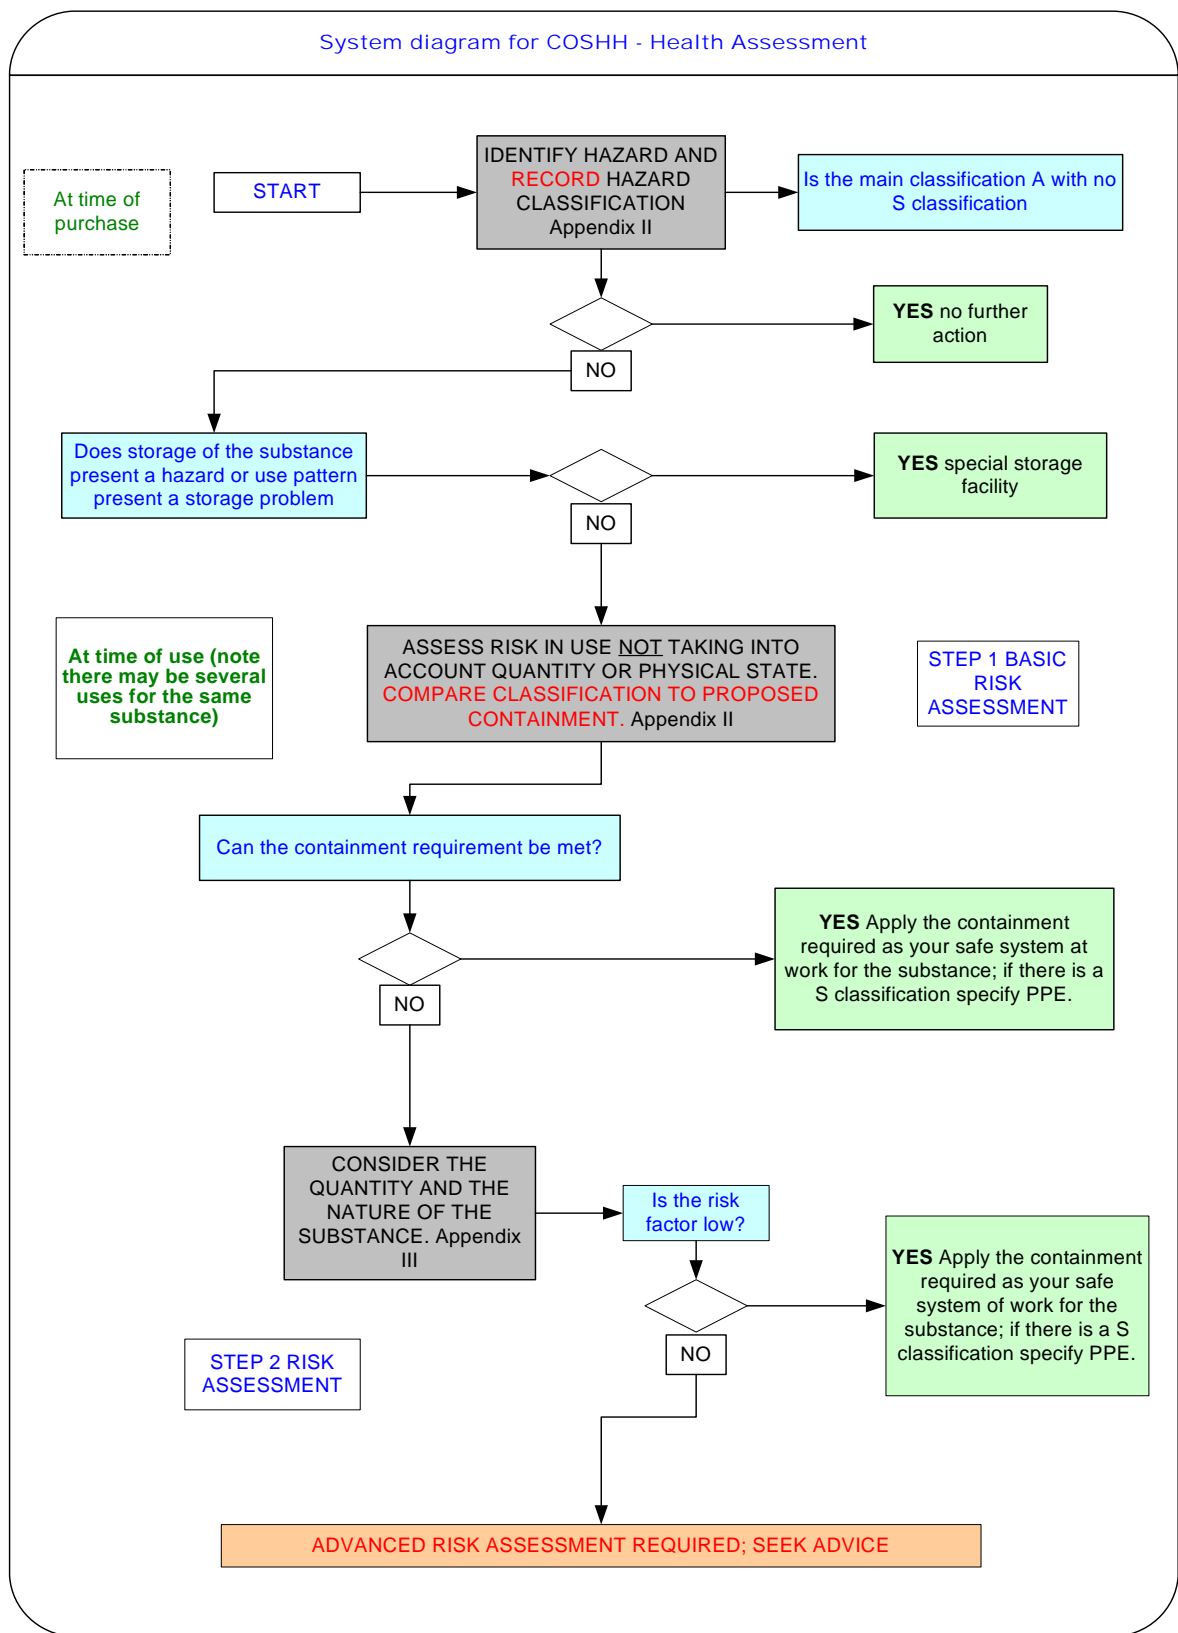 System diagram for COSHH - Health Assessment
At time of
purchase
START
IDENTIFY HAZARD AND
RECORD HAZARD
CLASSIFICATION
Appendix II
Is the main classification A with no
S classification
YES no further
action
NO
Does storage of the substance
present a hazard or use pattern
present a storage problem
YES special storage
facility
NO
At time of use (note
there may be several
uses for the same
substance)
ASSESS RISK IN USE NOT TAKING INTO
ACCOUNT QUANTITY OR PHYSICAL STATE.
COMPARE CLASSIFICATION TO PROPOSED
CONTAINMENT. Appendix II
STEP 1 BASIC
RISK
ASSESSMENT
Can the containment requirement be met?
YES Apply the containment
required as your safe system at
work for the substance; if there is a
S classification specify PPE.
NO
CONSIDER THE
QUANTITY AND THE
NATURE OF THE
SUBSTANCE. Appendix
III
Is the risk
factor low?
YES Apply the containment
required as your safe
system of work for the
substance; if there is a S
classification specify PPE.
NO
STEP 2 RISK
ASSESSMENT
ADVANCED RISK ASSESSMENT REQUIRED; SEEK ADVICE